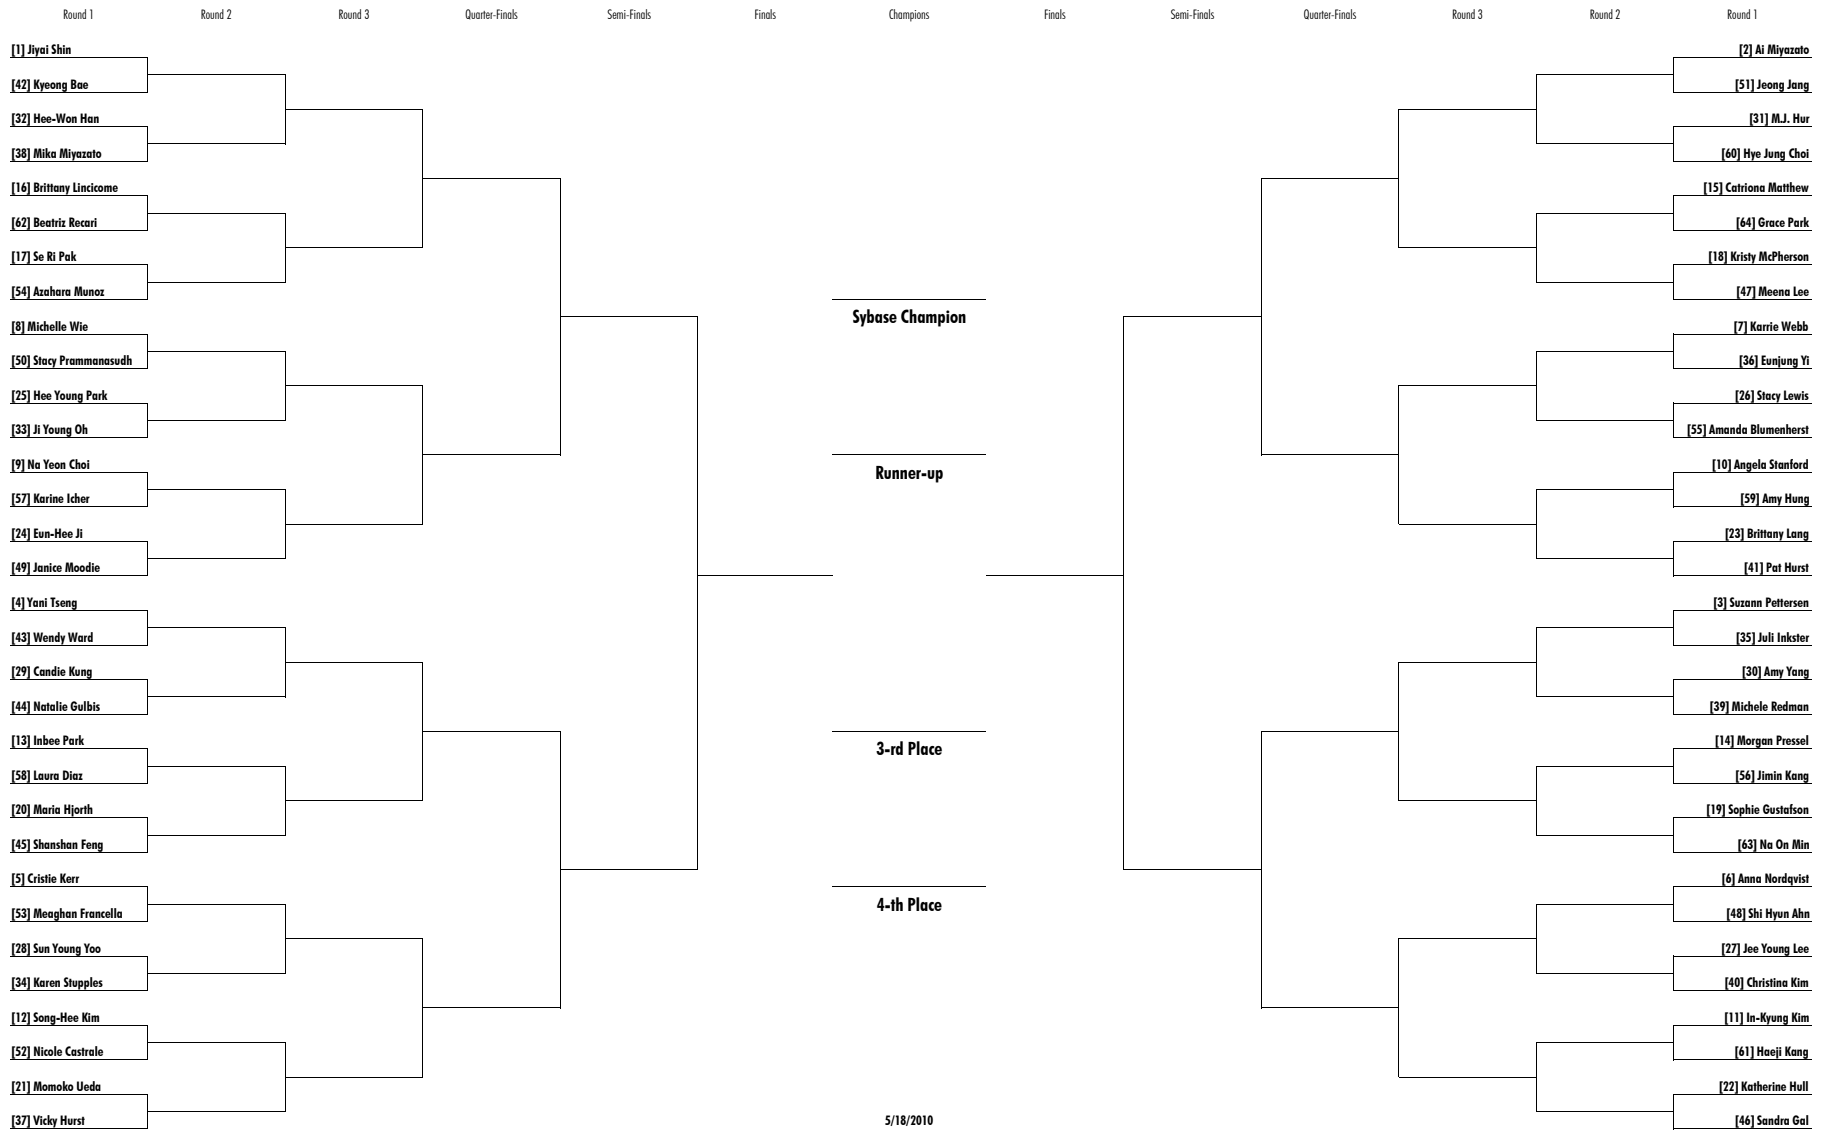 Round 1
Round 2
Round 3
Quarter-Finals
Semi-Finals
Finals
Champions
Finals
Semi-Finals
Quarter-Finals
Round 3
Round 2
Round 1
[1] Jiyai Shin
[42] Kyeong Bae
[32] Hee-Won Han
[38] Mika Miyazato
[16] Brittany Lincicome
[62] Beatriz Recari
[17] Se Ri Pak
[54] Azahara Munoz
[8] Michelle Wie
[50] Stacy Prammanasudh
[25] Hee Young Park
[33] Ji Young Oh
[9] Na Yeon Choi
[57] Karine Icher
[24] Eun-Hee Ji
[49] Janice Moodie
[4] Yani Tseng
[43] Wendy Ward
[29] Candie Kung
[44] Natalie Gulbis
[13] Inbee Park
[58] Laura Diaz
[20] Maria Hjorth
[45] Shanshan Feng
[5] Cristie Kerr
[53] Meaghan Francella
[28] Sun Young Yoo
[34] Karen Stupples
[12] Song-Hee Kim
[52] Nicole Castrale
[21] Momoko Ueda
[37] Vicky Hurst
Sybase Champion
Runner-up
3-rd Place
4-th Place
5/18/2010
[2] Ai Miyazato
[51] Jeong Jang
[31] M.J. Hur
[60] Hye Jung Choi
[15] Catriona Matthew
[64] Grace Park
[18] Kristy McPherson
[47] Meena Lee
[7] Karrie Webb
[36] Eunjung Yi
[26] Stacy Lewis
[55] Amanda Blumenherst
[10] Angela Stanford
[59] Amy Hung
[23] Brittany Lang
[41] Pat Hurst
[3] Suzann Pettersen
[35] Juli Inkster
[30] Amy Yang
[39] Michele Redman
[14] Morgan Pressel
[56] Jimin Kang
[19] Sophie Gustafson
[63] Na On Min
[6] Anna Nordqvist
[48] Shi Hyun Ahn
[27] Jee Young Lee
[40] Christina Kim
[11] In-Kyung Kim
[61] Haeji Kang
[22] Katherine Hull
[46] Sandra Gal